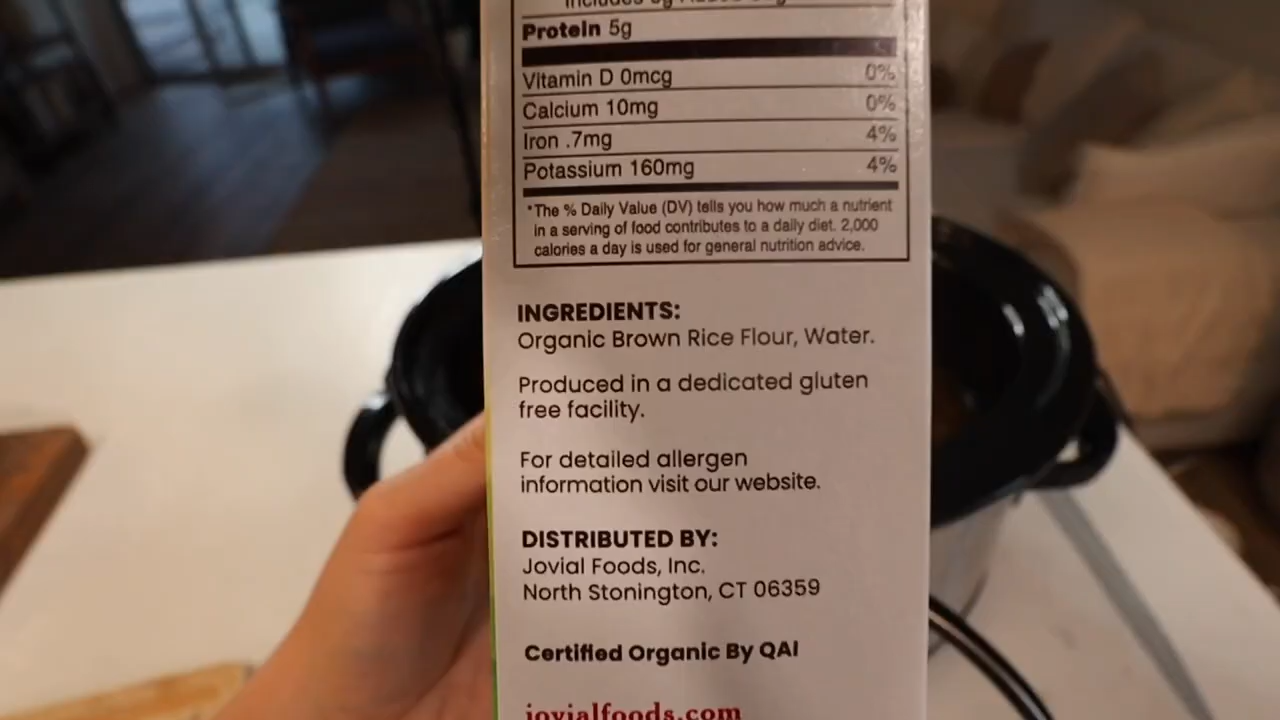 Protein 5g
Vitamin D 0mcg 0%
Calcium 10mg 0%
Iron .7mg 4%
Potassium 160mg 4%
*The % Daily Value (DV) tells you how much a nutrient
in a serving of food contributes to a daily diet. 2,000
calories a day is used for general nutrition advice.
INGREDIENTS:
Organic Brown Rice Flour, Water.
Produced in a dedicated gluten
free facility.
For detailed allergen
information visit our website.
DISTRIBUTED BY:
Jovial Foods, Inc.
North Stonington, CT 06359
Certified Organic By QAI
jovialfoods.com